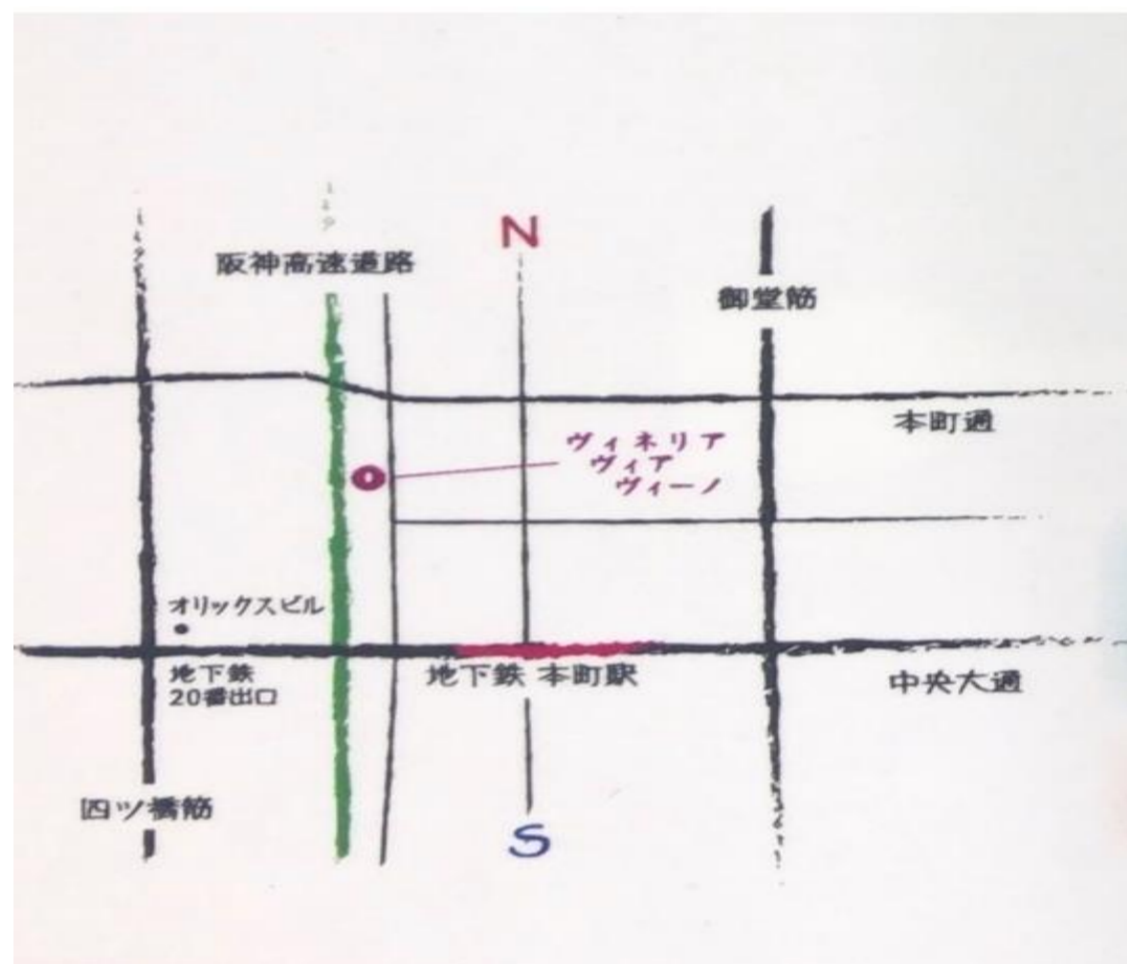 N
阪神高速道路
御堂筋
本町通
ヴィネリア
ヴィア
ヴィーノ
オリックスビル
地下鉄
20番出口
地下鉄 本町駅
中央大通
四ツ橋筋
S